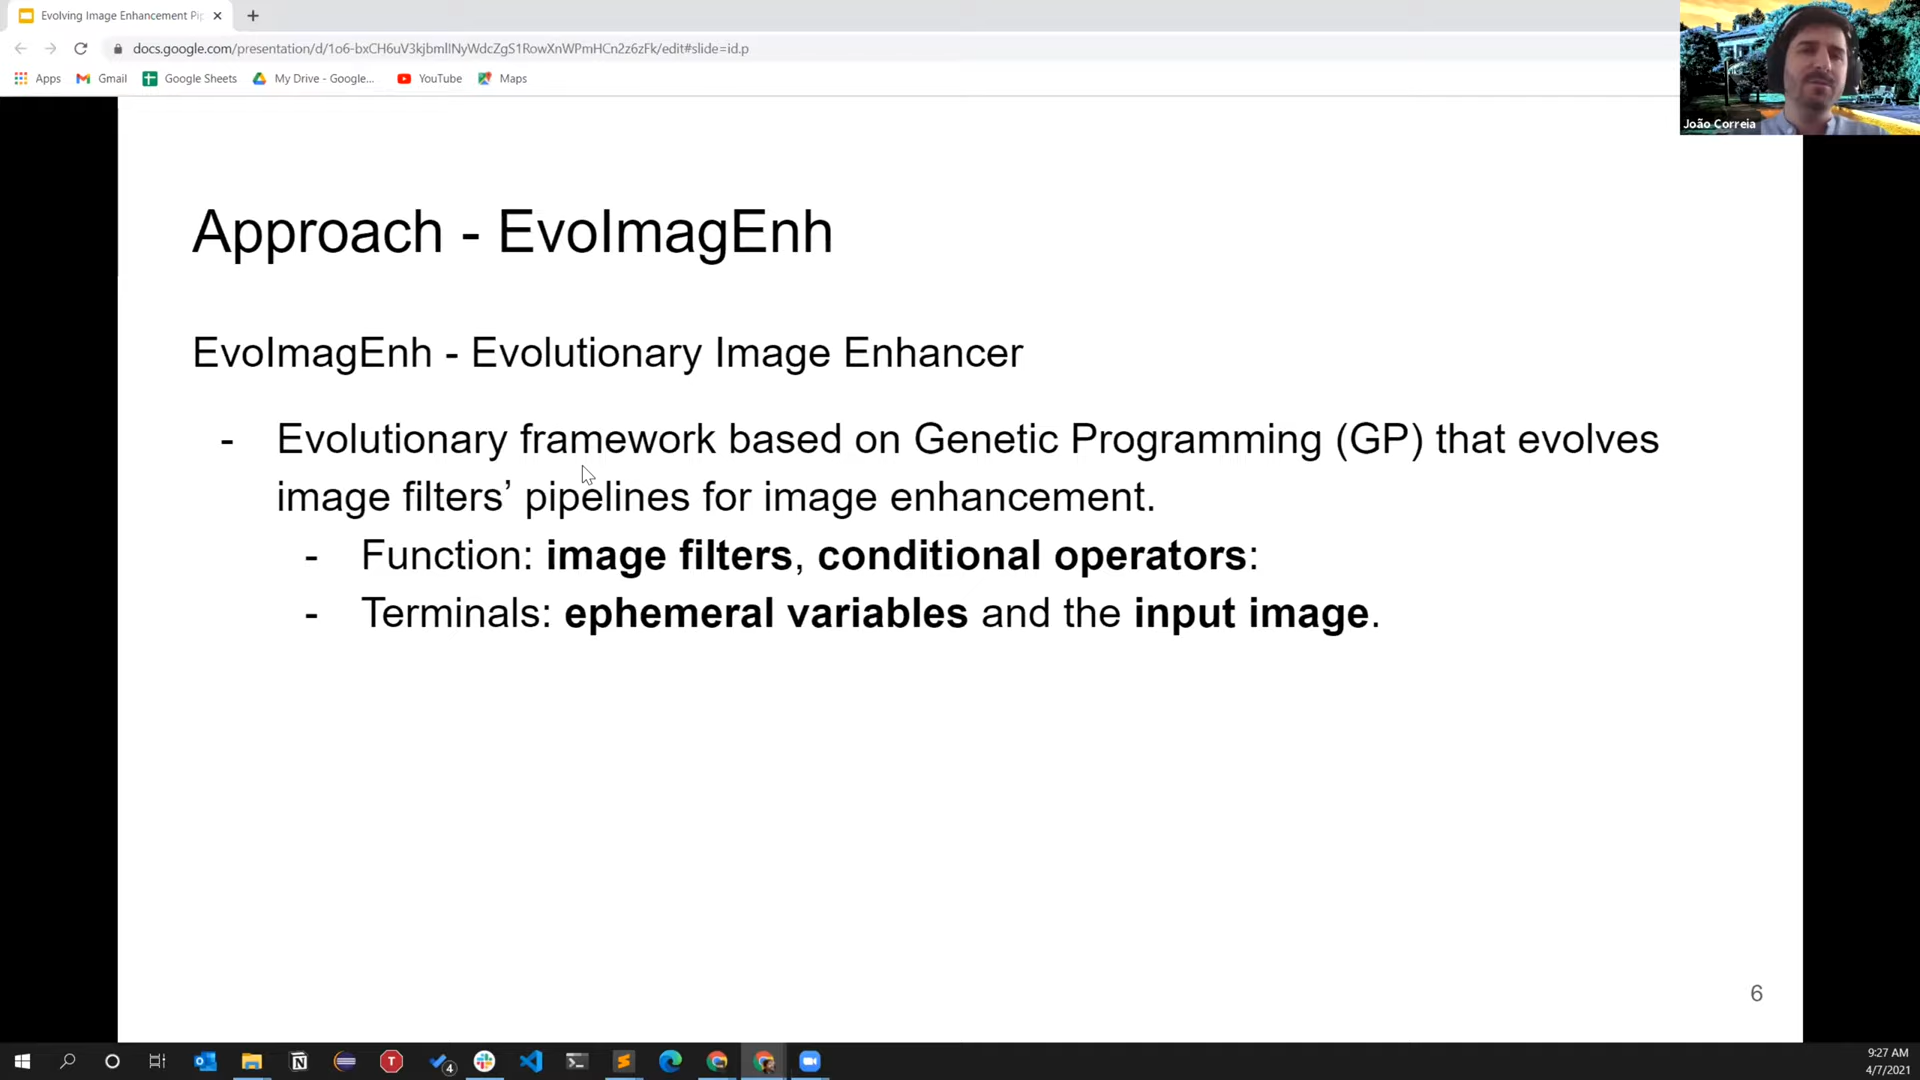 Evolving Image Enhancement Pip
docs.google.com/presentation/d/1o6-bxCH6uV3kjbmlINyWdcZgS1RowXnWPmHCn2z6zFk/edit#slide=id.p
Apps Gmail Google Sheets My Drive - Google... YouTube Maps
João Correia
Approach - EvoImagEnh
EvoImagEnh - Evolutionary Image Enhancer
- Evolutionary framework based on Genetic Programming (GP) that evolves
image filters’ pipelines for image enhancement.
- Function: image filters, conditional operators:
- Terminals: ephemeral variables and the input image.
6
4
9:27 AM
4/7/2021